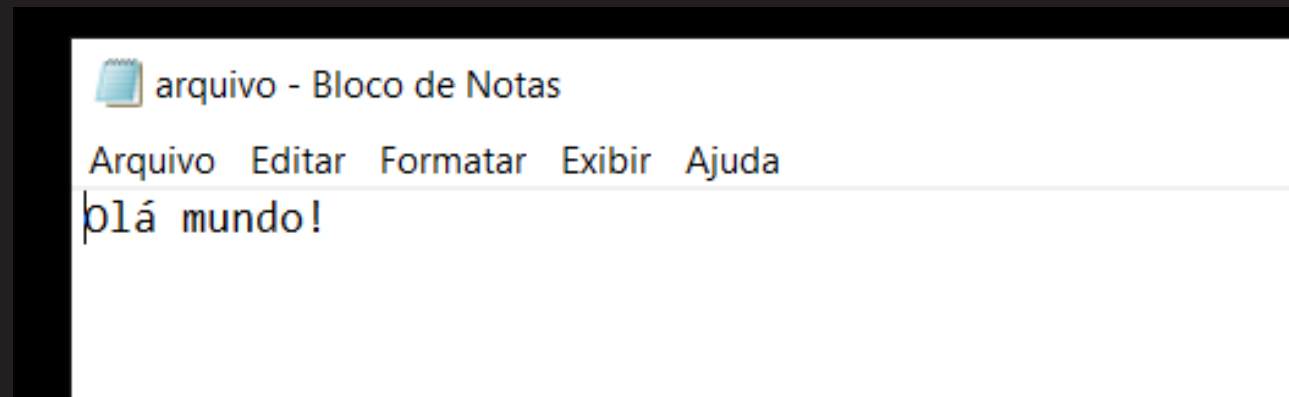 arquivo - Bloco de Notas
Arquivo Editar Formatar Exibir Ajuda
Olá mundo!